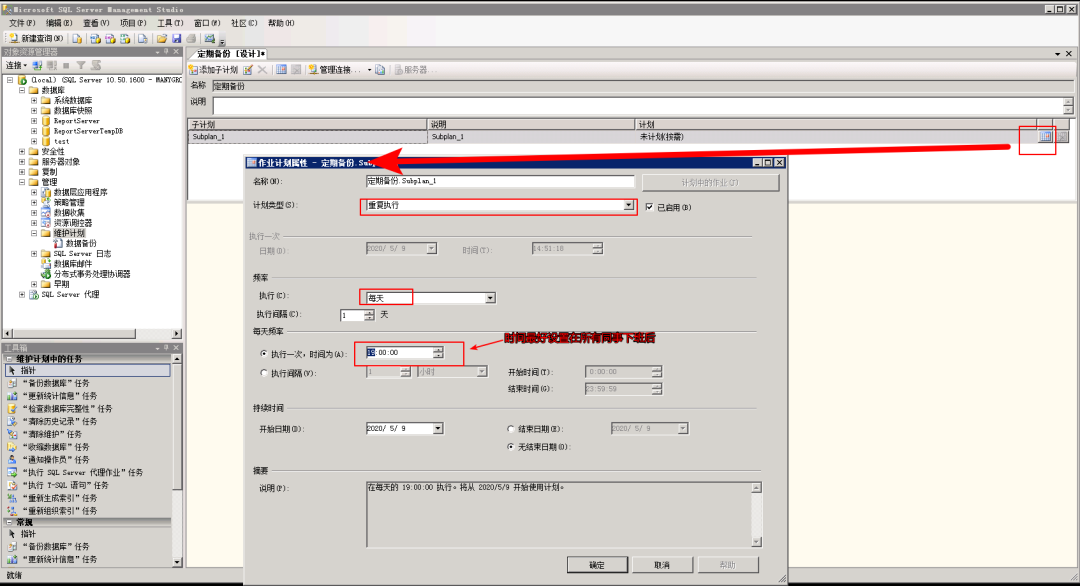 Microsoft SQL Server Management Studio
文件(F) 编辑(E) 查看(V) 项目(P) 工具(T) 窗口(W) 社区(C) 帮助(H)
新建查询(N)
对象资源管理器
连接
(local) (SQL Server 10.50.1600 - MANYGRO
数据库
系统数据库
数据库快照
ReportServer
ReportServerTempDB
test
安全性
服务器对象
复制
管理
数据层应用程序
策略管理
数据收集
资源调控器
维护计划
数据备份
SQL Server 日志
数据库邮件
分布式事务处理协调器
早期
SQL Server 代理
工具箱
维护计划中的任务
指针
“备份数据库”任务
“更新统计信息”任务
“检查数据库完整性”任务
“清除历史记录”任务
“清除维护”任务
“收缩数据库”任务
“通知操作员”任务
“执行 SQL Server 代理作业”任务
“执行 T-SQL 语句”任务
“重新生成索引”任务
“重新组织索引”任务
常规
指针
“备份数据库”任务
“更新统计信息”任务
就绪
定期备份 [设计]*
添加子计划 管理连接... 服务器...
名称 定期备份
说明
子计划 说明 计划
Subplan_1 Subplan_1 未计划(按需)
作业计划属性 - 定期备份.Subp
名称(N): 定期备份.Subplan_1 计划中的作业(J)
计划类型(S): 重复执行 已启用(B)
执行一次
日期(D): 2020/ 5/ 9 时间(T): 14:51:18
频率
执行(C): 每天
执行间隔(C): 1 天
每天频率
时间最好设置在所有同事下班后
执行一次，时间为(A): 19:00:00
执行间隔(V): 1 小时 开始时间(T): 0:00:00
结束时间(G): 23:59:59
持续时间
开始日期(D): 2020/ 5/ 9 结束日期(E): 2020/ 5/ 9
无结束日期(O):
摘要
说明(P): 在每天的 19:00:00 执行。将从 2020/5/9 开始使用计划。
确定 取消 帮助